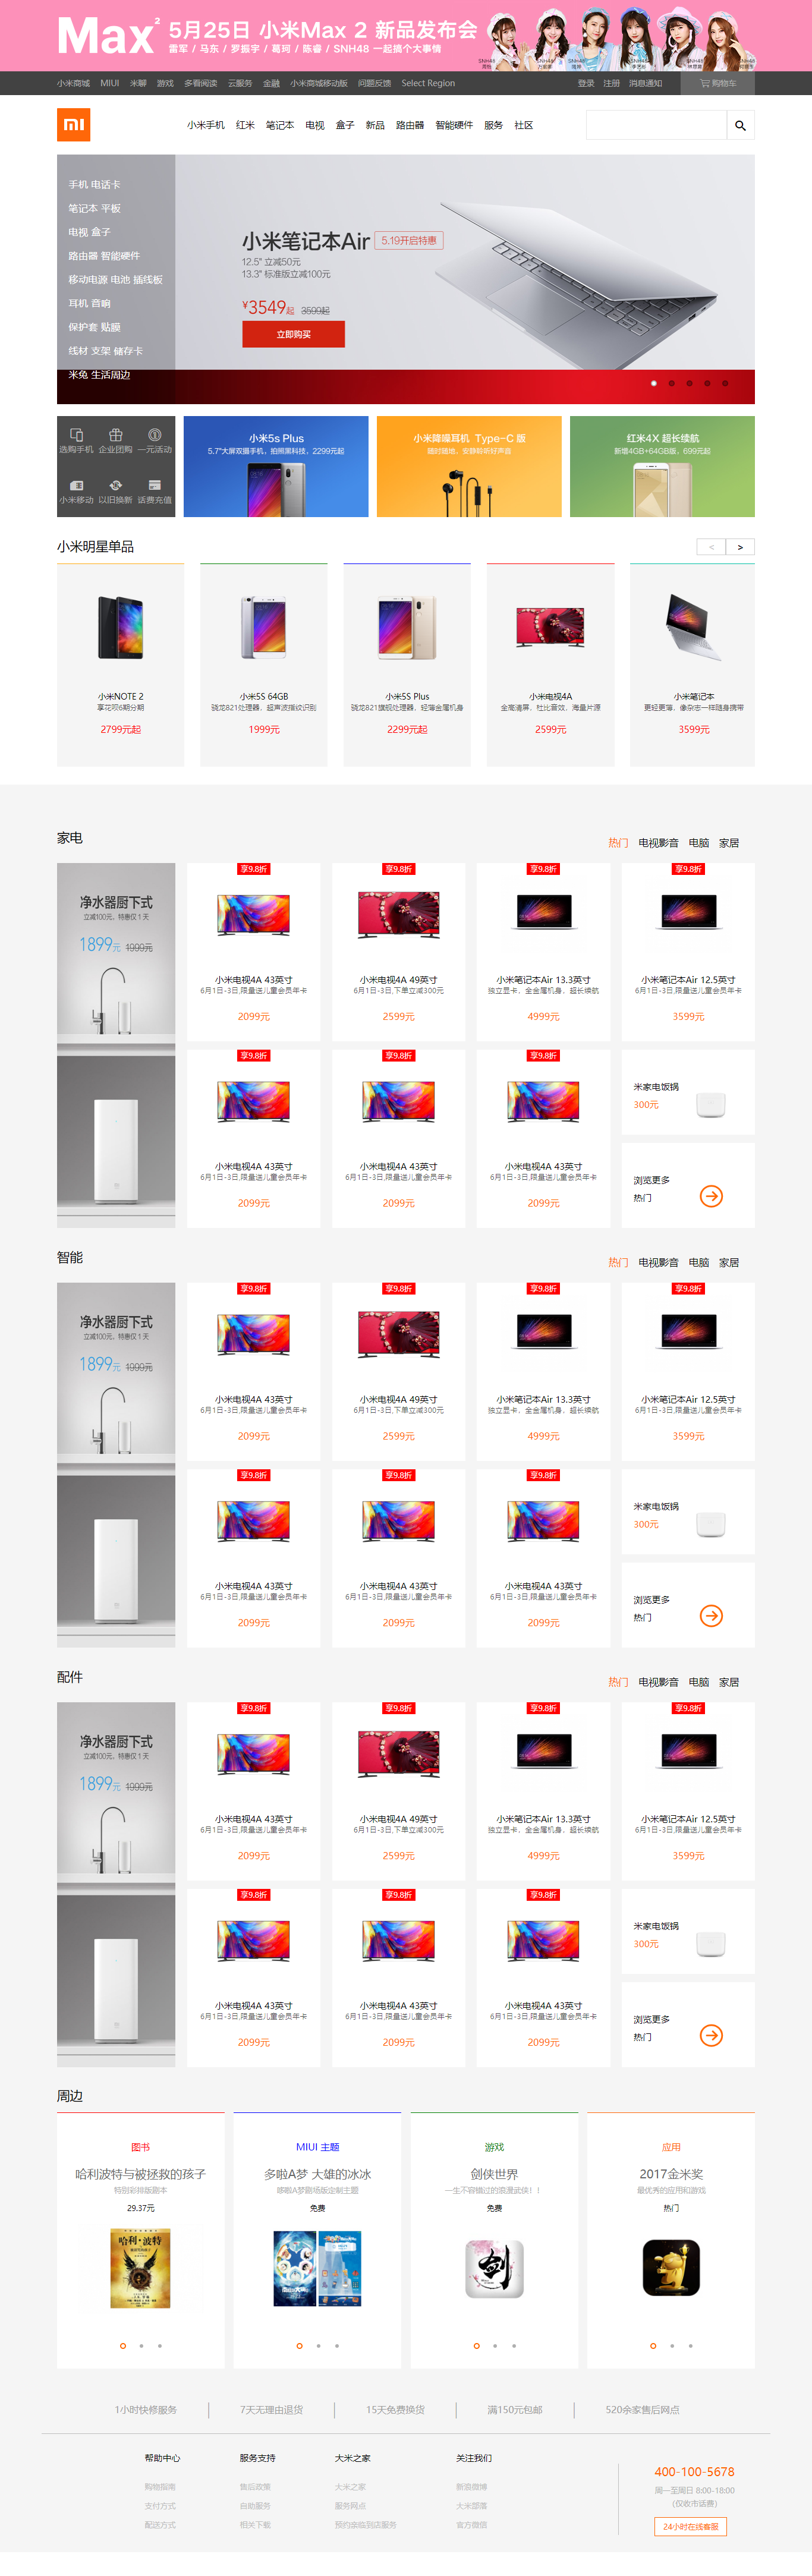 Max²
5月25日 小米Max 2 新品发布会
雷军 / 马东 / 罗振宇 / 葛珂 / 陈睿 / SNH48 一起搞个大事情
小米商城 MIUI 米聊 游戏 多看阅读 云服务 金融 小米商城移动版 问题反馈 Select Region 登录 注册 消息通知 购物车
小米手机 红米 笔记本 电视 盒子 新品 路由器 智能硬件 服务 社区
手机 电话卡
笔记本 平板
电视 盒子
路由器 智能硬件
移动电源 电池 插线板
耳机 音响
保护套 贴膜
线材 支架 储存卡
米兔 生活周边
小米笔记本Air 5.19开启特惠
12.5" 立减50元
13.3" 标准版立减100元
¥3549起 3599起
立即购买
选购手机 企业团购 一元活动
小米移动 以旧换新 话费充值
小米5s Plus
5.7"大屏双摄手机，拍照黑科技，2299元起
小米降噪耳机 Type-C 版
随时随地，安静聆听好声音
红米4X 超长续航
新增4GB+64GB版，699元起
小米明星单品 < >
小米NOTE 2
享花呗6期分期
2799元起
小米5S 64GB
骁龙821处理器，超声波指纹识别
1999元
小米5S Plus
骁龙821旗舰处理器，轻薄金属机身
2299元起
小米电视4A
全高清屏，杜比音效，海量片源
2599元
小米笔记本
更轻更薄，像杂志一样随身携带
3599元
家电 热门 电视影音 电脑 家居
净水器厨下式
立减100元，特惠仅 1 天
1899元 1999元
享9.8折
小米电视4A 43英寸
6月1日-3日,限量送儿童会员年卡
2099元
享9.8折
小米电视4A 49英寸
6月1日-3日,下单立减300元
2599元
享9.8折
小米笔记本Air 13.3英寸
独立显卡，全金属机身，超长续航
4999元
享9.8折
小米笔记本Air 12.5英寸
6月1日-3日,限量送儿童会员年卡
3599元
享9.8折
小米电视4A 43英寸
6月1日-3日,限量送儿童会员年卡
2099元
享9.8折
小米电视4A 43英寸
6月1日-3日,限量送儿童会员年卡
2099元
享9.8折
小米电视4A 43英寸
6月1日-3日,限量送儿童会员年卡
2099元
米家电饭锅
300元
浏览更多
热门
智能 热门 电视影音 电脑 家居
净水器厨下式
立减100元，特惠仅 1 天
1899元 1999元
享9.8折
小米电视4A 43英寸
6月1日-3日,限量送儿童会员年卡
2099元
享9.8折
小米电视4A 49英寸
6月1日-3日,下单立减300元
2599元
享9.8折
小米笔记本Air 13.3英寸
独立显卡，全金属机身，超长续航
4999元
享9.8折
小米笔记本Air 12.5英寸
6月1日-3日,限量送儿童会员年卡
3599元
享9.8折
小米电视4A 43英寸
6月1日-3日,限量送儿童会员年卡
2099元
享9.8折
小米电视4A 43英寸
6月1日-3日,限量送儿童会员年卡
2099元
享9.8折
小米电视4A 43英寸
6月1日-3日,限量送儿童会员年卡
2099元
米家电饭锅
300元
浏览更多
热门
配件 热门 电视影音 电脑 家居
净水器厨下式
立减100元，特惠仅 1 天
1899元 1999元
享9.8折
小米电视4A 43英寸
6月1日-3日,限量送儿童会员年卡
2099元
享9.8折
小米电视4A 49英寸
6月1日-3日,下单立减300元
2599元
享9.8折
小米笔记本Air 13.3英寸
独立显卡，全金属机身，超长续航
4999元
享9.8折
小米笔记本Air 12.5英寸
6月1日-3日,限量送儿童会员年卡
3599元
享9.8折
小米电视4A 43英寸
6月1日-3日,限量送儿童会员年卡
2099元
享9.8折
小米电视4A 43英寸
6月1日-3日,限量送儿童会员年卡
2099元
享9.8折
小米电视4A 43英寸
6月1日-3日,限量送儿童会员年卡
2099元
米家电饭锅
300元
浏览更多
热门
周边
图书
哈利波特与被拯救的孩子
特别彩排版剧本
29.37元
哈利·波特
MIUI 主题
多啦A梦 大雄的冰冰
哆啦A梦剧场版企制主题
免费
游戏
剑侠世界
一生不容错过的浪漫武侠！！
免费
剑
应用
2017金米奖
最优秀的应用和游戏
热门
1小时快修服务 7天无理由退货 15天免费换货 满150元包邮 520余家售后网点
帮助中心
购物指南
支付方式
配送方式
服务支持
售后政策
自助服务
相关下载
大米之家
大米之家
服务网点
预约亲临到店服务
关注我们
新浪微博
大米部落
官方微信
400-100-5678
周一至周日 8:00-18:00
(仅收市话费)
24小时在线客服